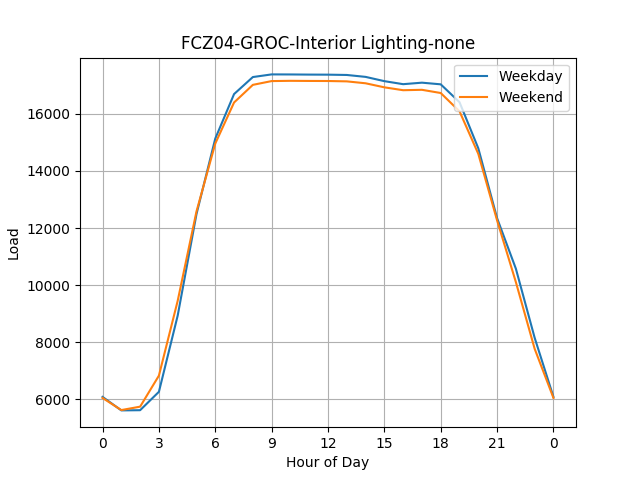 FCZ04-GROC-Interior Lighting-none
Weekday
Weekend
16000
14000
12000
10000
8000
6000
Load
0 3 6 9 12 15 18 21 0
Hour of Day